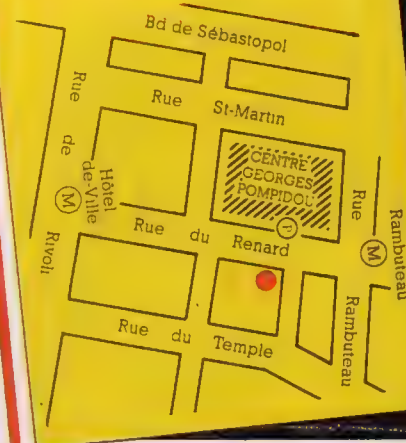 Bd de Sébastopol
Rue St-Martin
CENTRE
GEORGES
POMPIDOU
Rue de Rivoli
M
Hôtel
de-Ville
P
Rue du Renard
Rue Rambuteau
M
Rambuteau
Rue du Temple